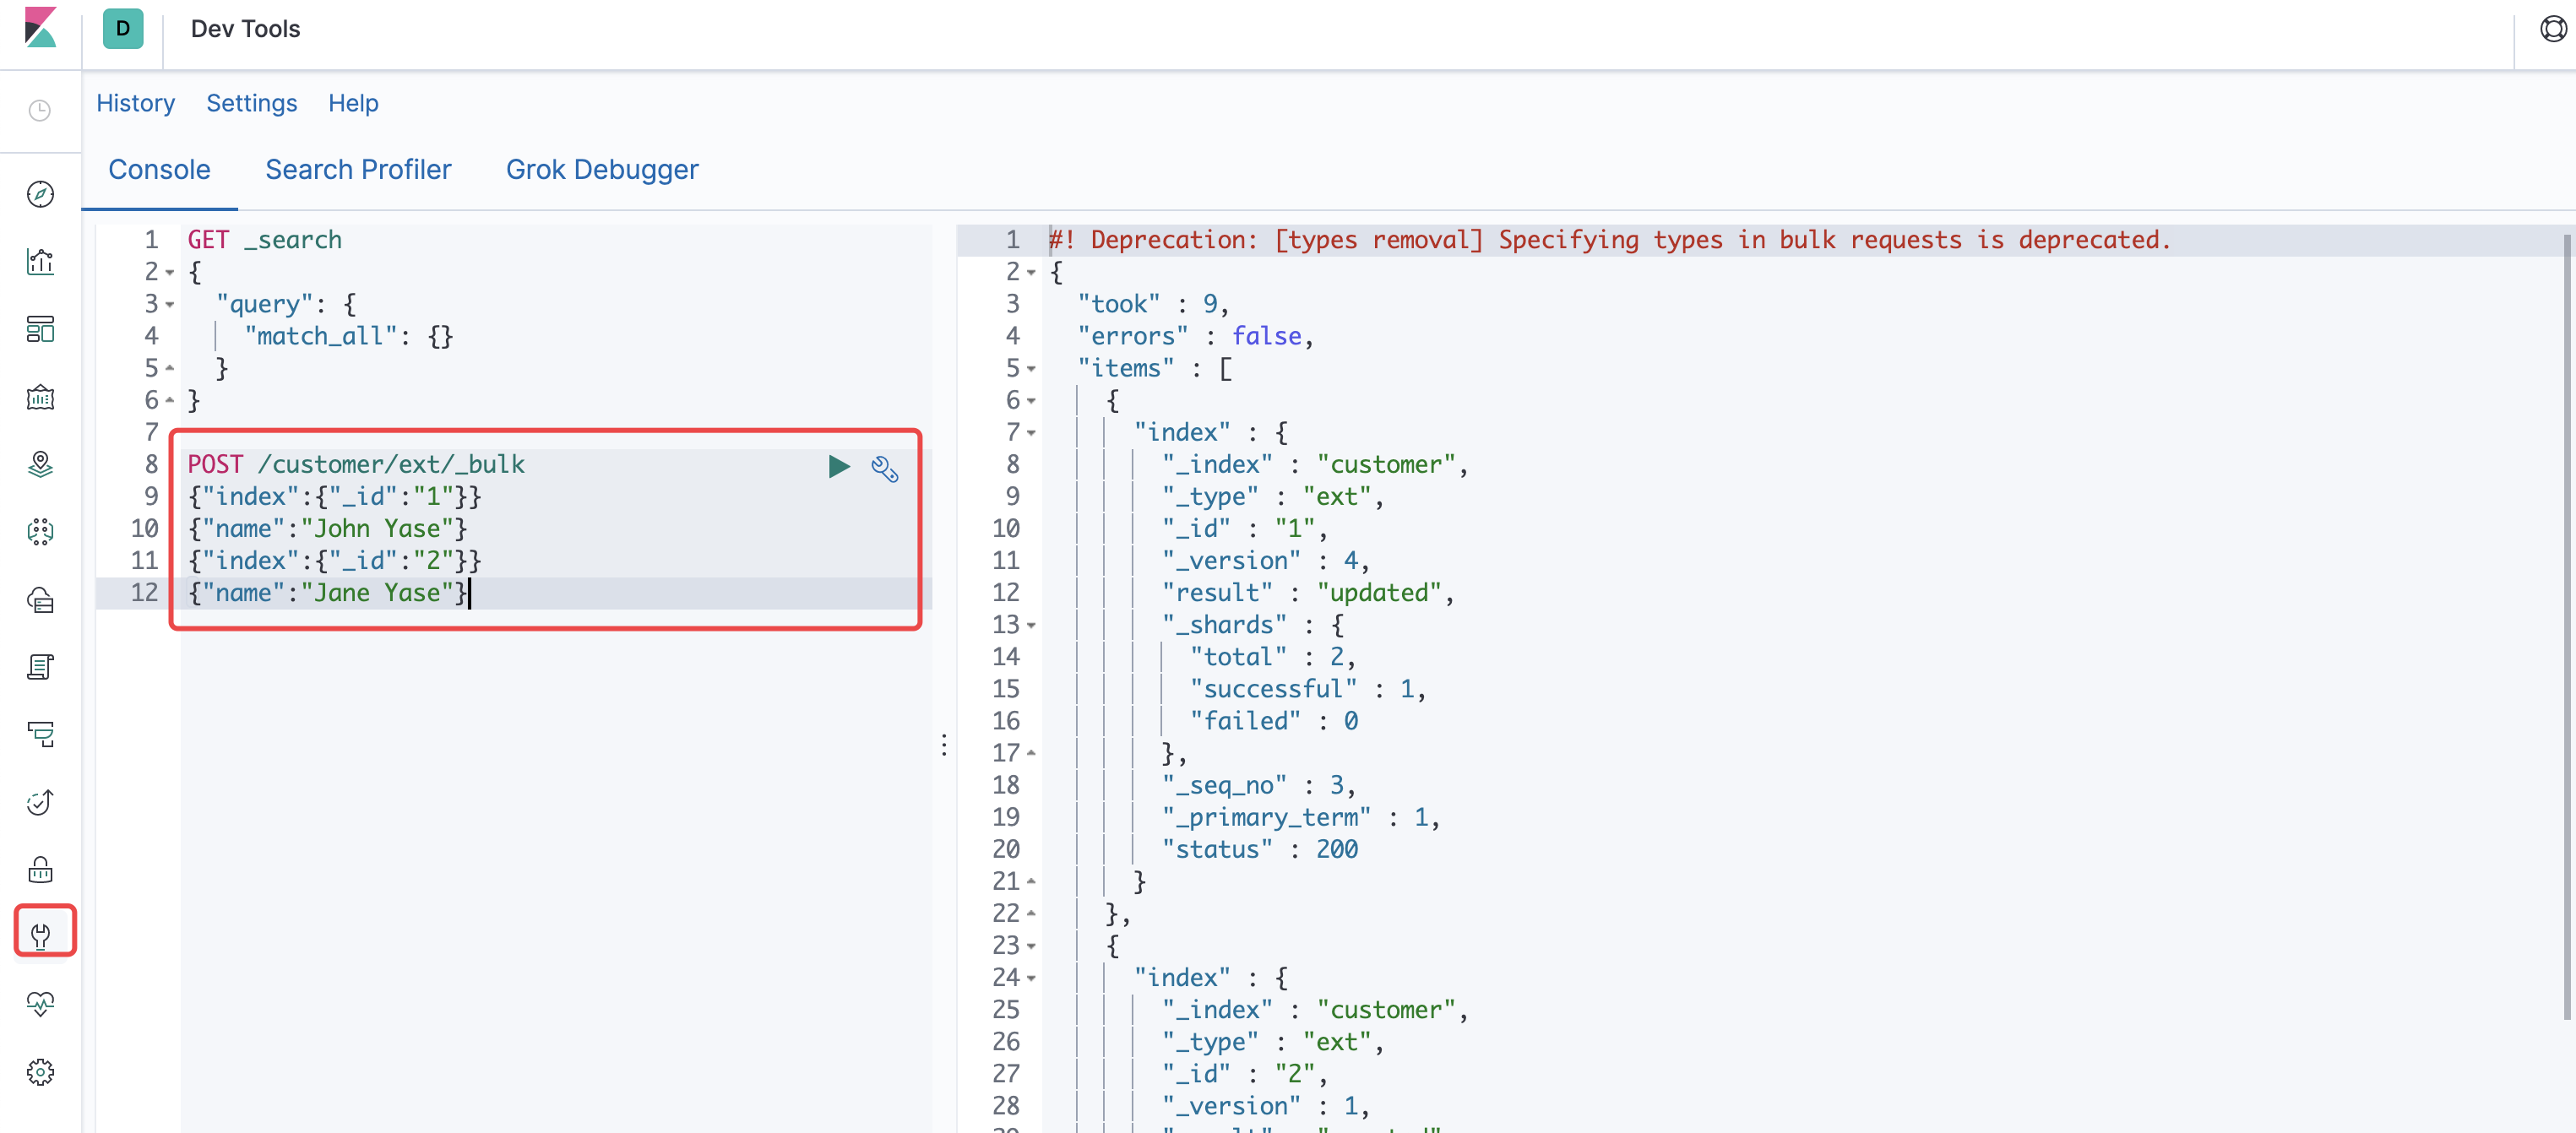 D
Dev Tools
History Settings Help
Console Search Profiler Grok Debugger
1 GET _search
2 {
3 "query": {
4 "match_all": {}
5 }
6 }
7
8 POST /customer/ext/_bulk
9 {"index":{"_id":"1"}}
10 {"name":"John Yase"}
11 {"index":{"_id":"2"}}
12 {"name":"Jane Yase"}
1 #! Deprecation: [types removal] Specifying types in bulk requests is deprecated.
2 {
3 "took" : 9,
4 "errors" : false,
5 "items" : [
6 {
7 "index" : {
8 "_index" : "customer",
9 "_type" : "ext",
10 "_id" : "1",
11 "_version" : 4,
12 "result" : "updated",
13 "_shards" : {
14 "total" : 2,
15 "successful" : 1,
16 "failed" : 0
17 },
18 "_seq_no" : 3,
19 "_primary_term" : 1,
20 "status" : 200
21 }
22 },
23 {
24 "index" : {
25 "_index" : "customer",
26 "_type" : "ext",
27 "_id" : "2",
28 "_version" : 1,